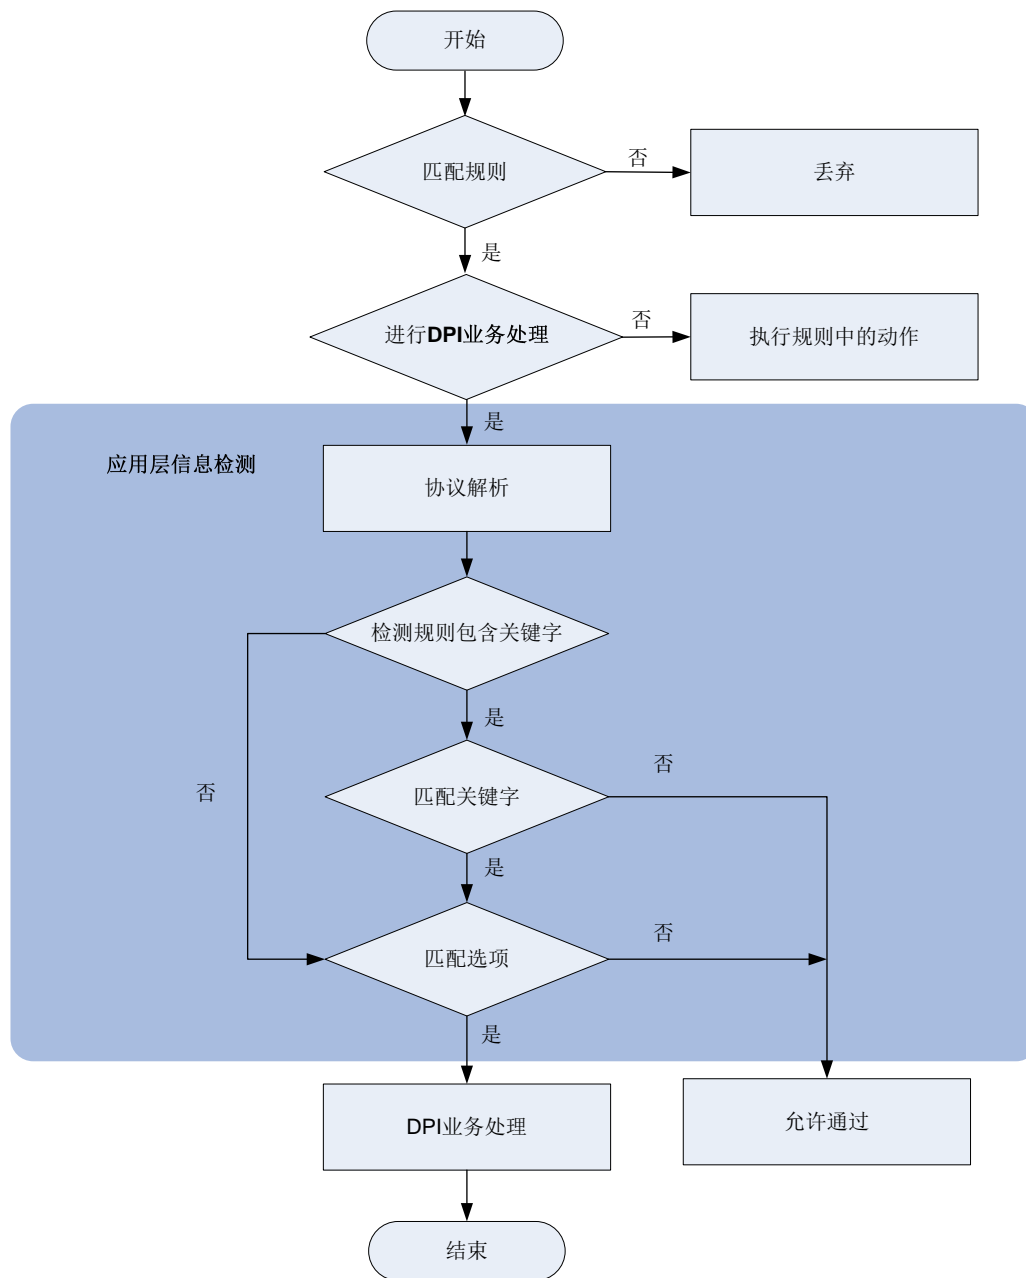 开始
匹配规则
否
丢弃
是
进行DPI业务处理
否
执行规则中的动作
是
应用层信息检测
协议解析
检测规则包含关键字
是
否
匹配关键字
否
是
匹配选项
否
是
DPI业务处理
允许通过
结束